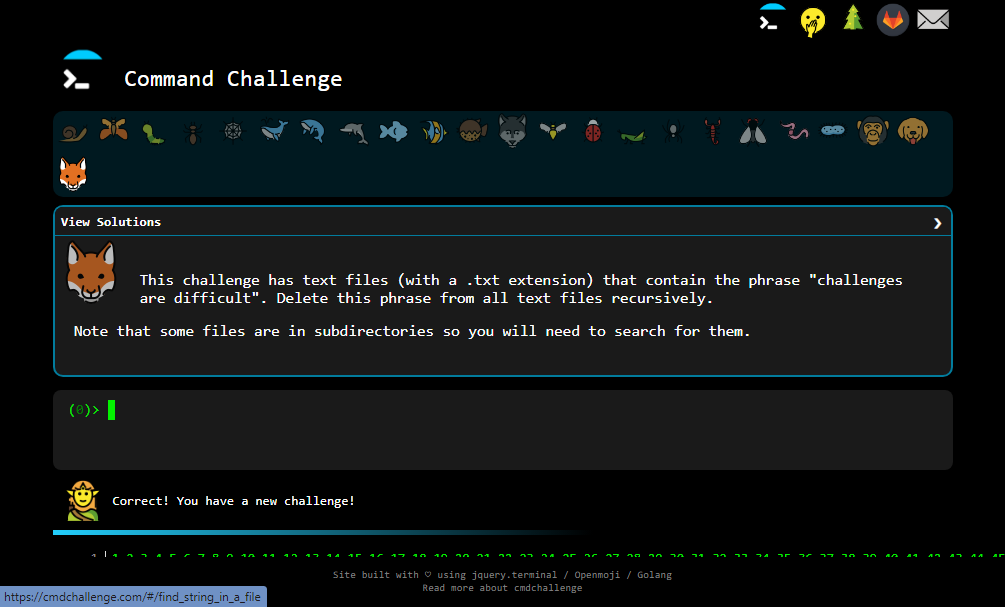 Command Challenge
View Solutions
This challenge has text files (with a .txt extension) that contain the phrase "challenges
are difficult". Delete this phrase from all text files recursively.
Note that some files are in subdirectories so you will need to search for them.
(0)>
Correct! You have a new challenge!
1 1 2 3 4 5 6 7 8 9 10 11 12 13 14 15 16 17 18 19 20 21 22 23 24 25 26 27 28 29 30 31 32 33 34 35 36 37 38 39 40 41 42 43 44 45
Site built with ♡ using jquery.terminal / Openmoji / Golang
Read more about cmdchallenge
https://cmdchallenge.com/#/find_string_in_a_file